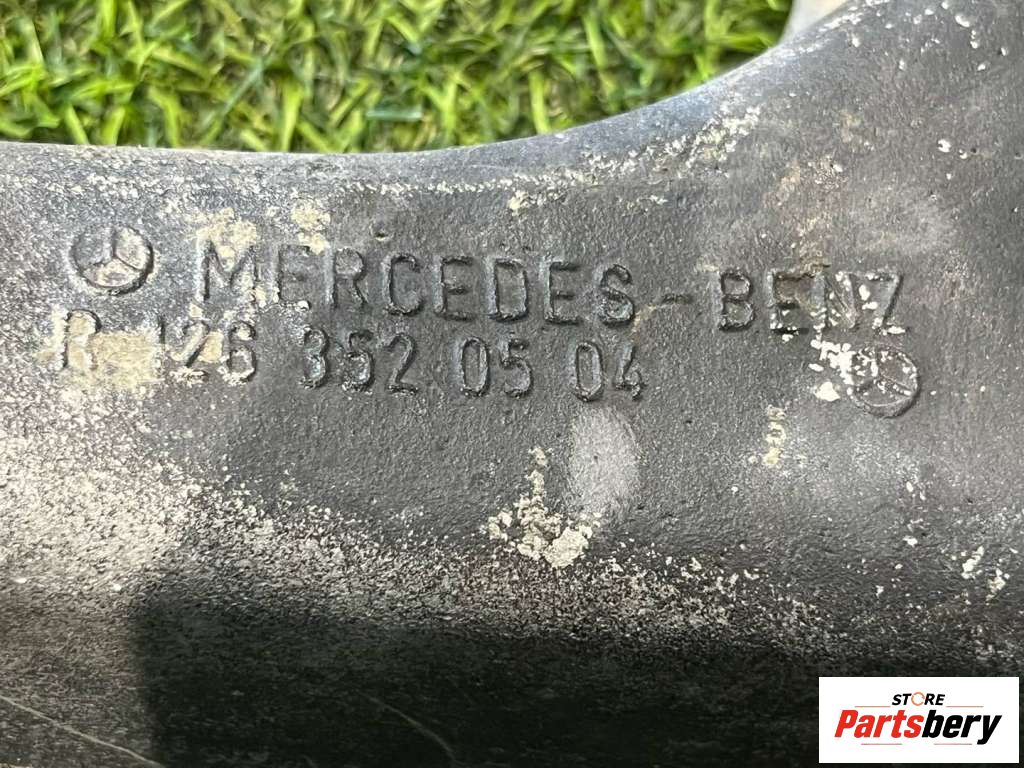 MERCEDES-BENZ
R 126 352 05 04
STORE
Partsbery